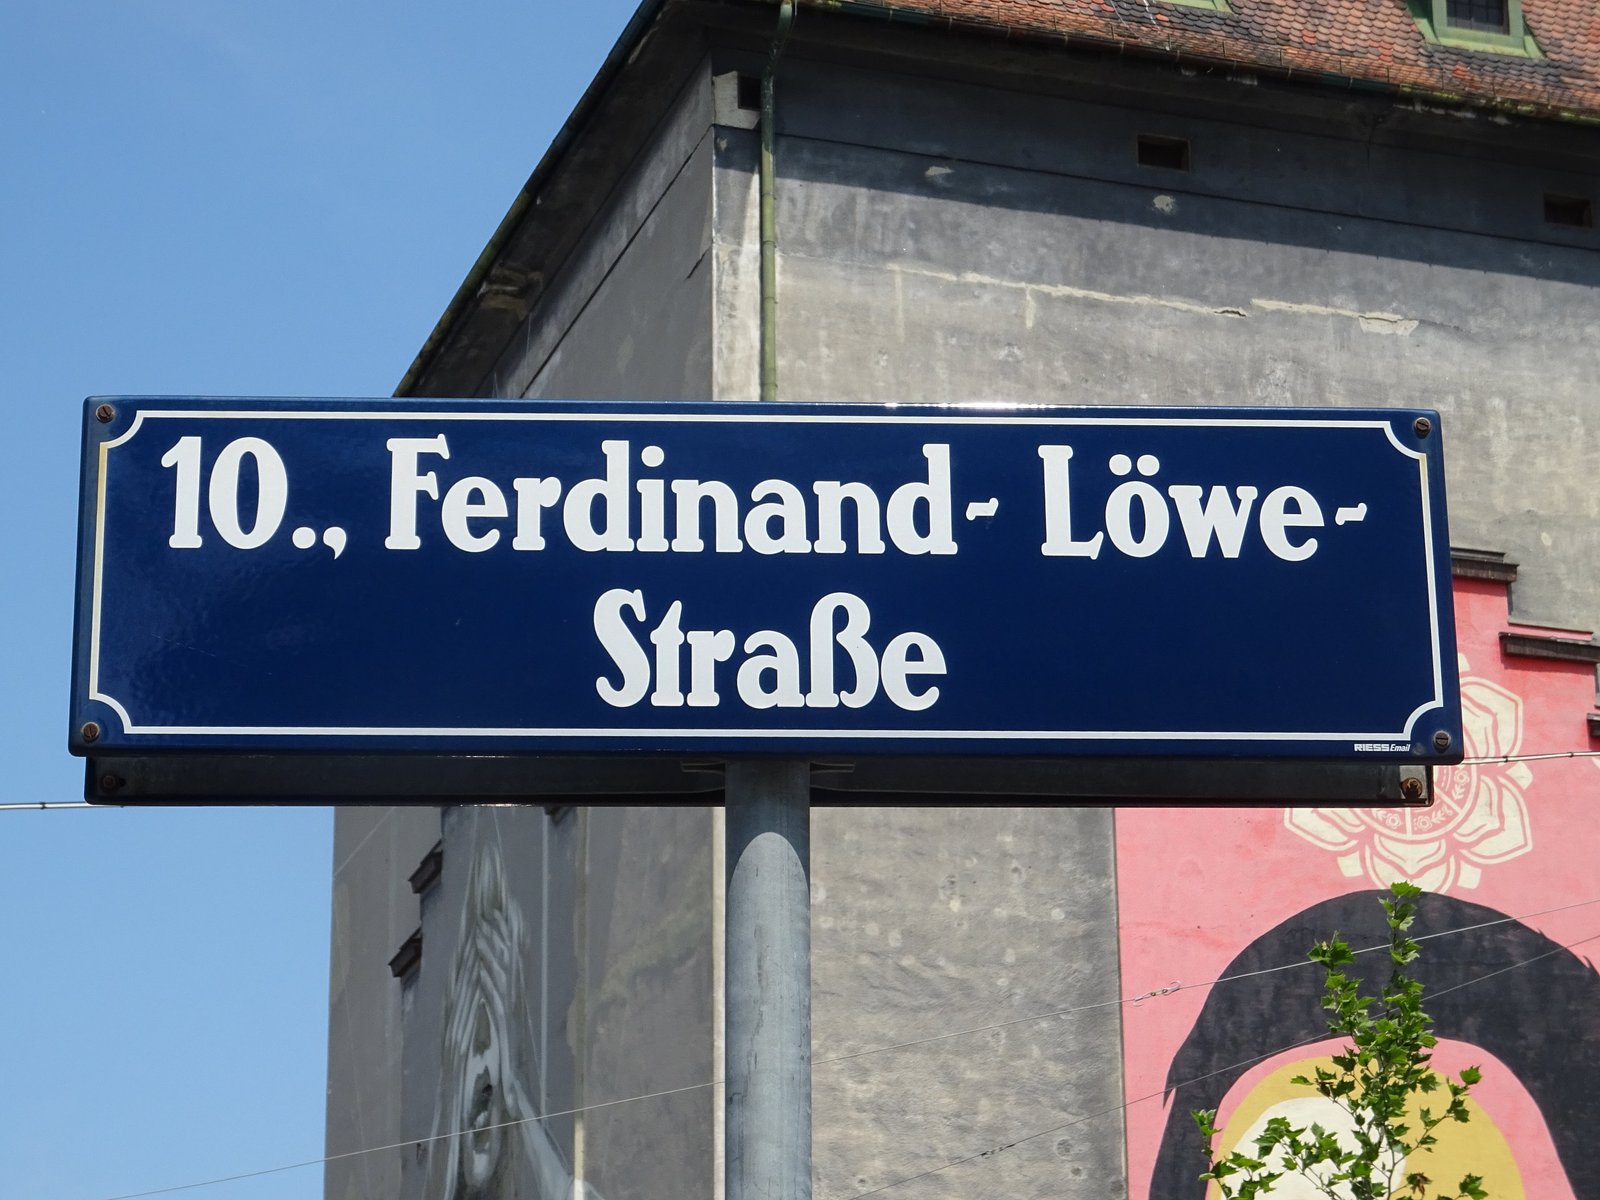 10., Ferdinand- Löwe-
Straße
RIESS Email